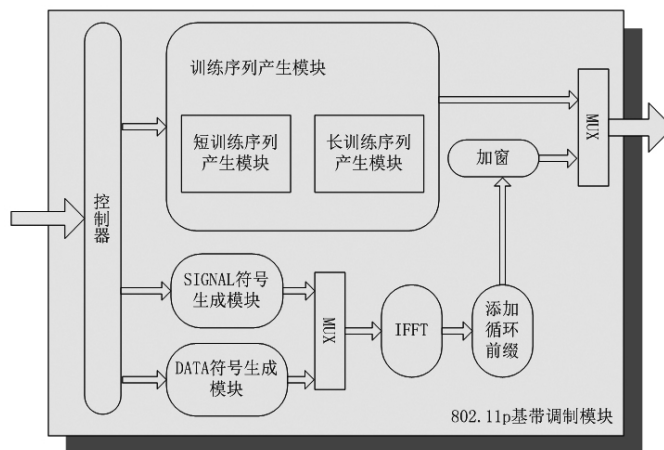 训练序列产生模块
短训练序列
产生模块
长训练序列
产生模块
MUX
加窗
控制器
SIGNAL符号
生成模块
MUX
IFFT
添加
循环
前缀
DATA符号生成
模块
802.11p基带调制模块